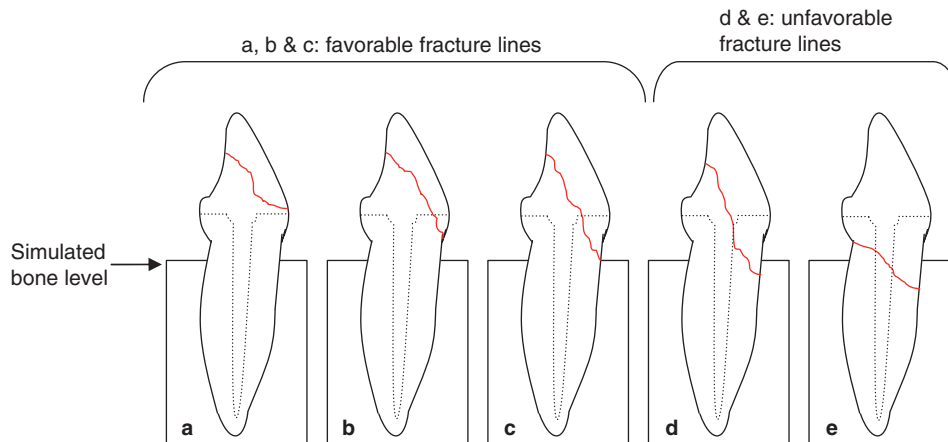 a, b & c: favorable fracture lines
d & e: unfavorable
fracture lines
Simulated
bone level
a
b
c
d
e